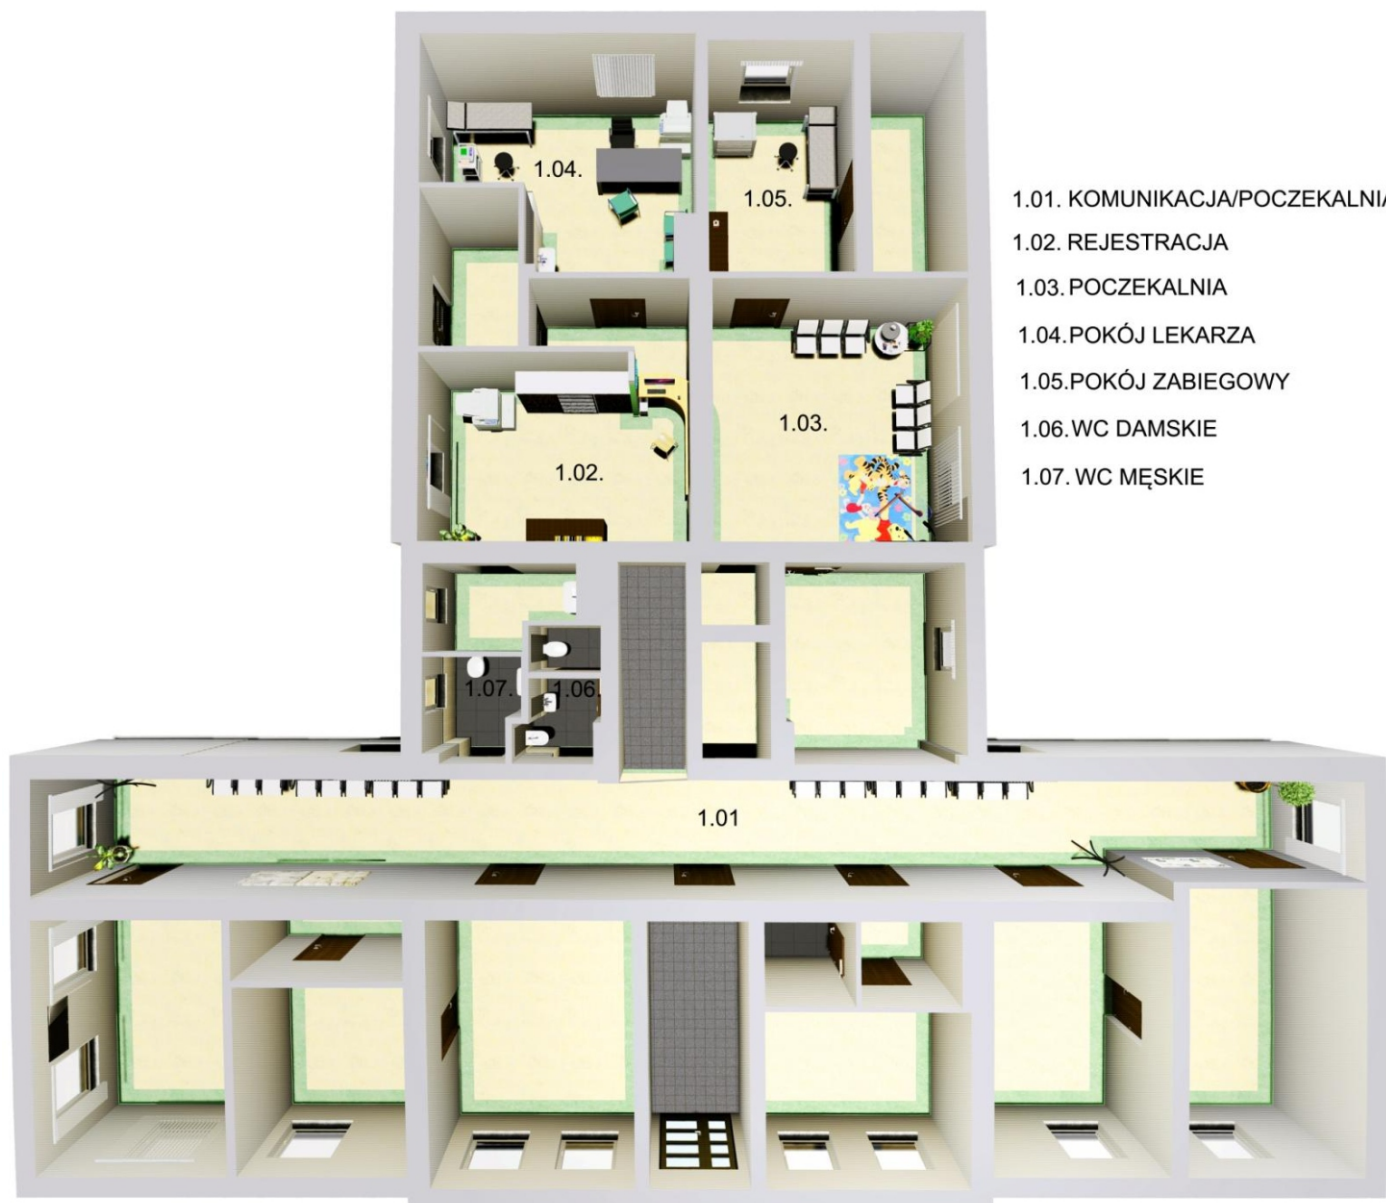 1.04.
1.05.
1.01. KOMUNIKACJA/POCZEKALNIA
1.02. REJESTRACJA
1.03. POCZEKALNIA
1.04. POKÓJ LEKARZA
1.05. POKÓJ ZABIEGOWY
1.06. WC DAMSKIE
1.07. WC MĘSKIE
1.03.
1.02.
1.07.
1.06.
1.01